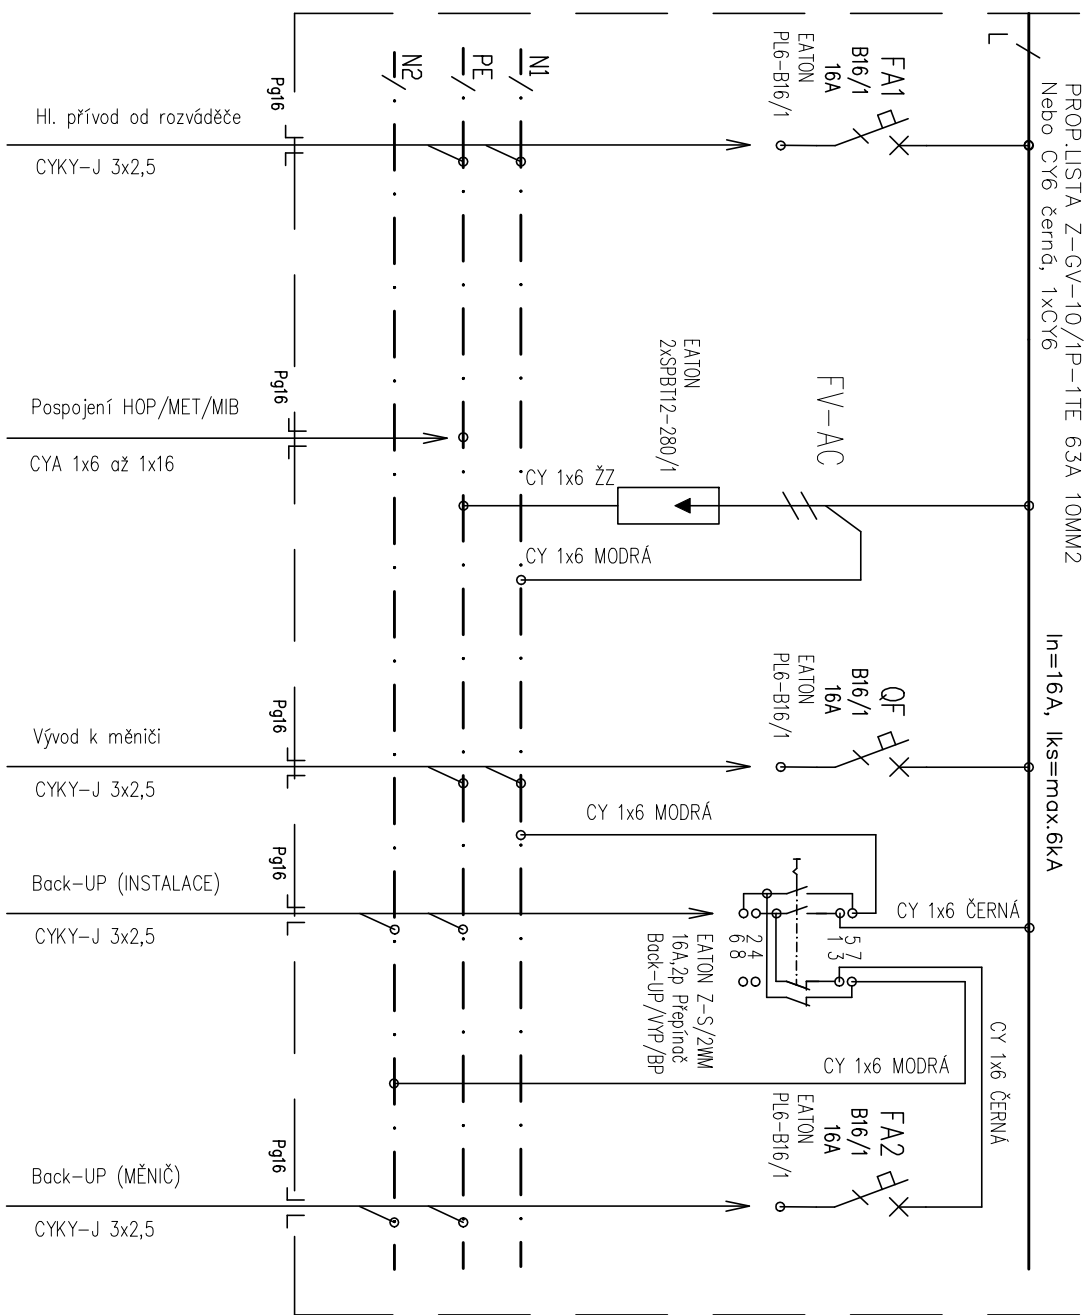 PROP.LISTA Z-GV-10/1P-1TE 63A 10MM2
Nebo CY6 černá, 1xCY6
In=16A, Iks=max.6kA
L
FA1
B16/1
16A
EATON
PL6-B16/1
N1
PE
N2
Pg16
Hl. přívod od rozváděče
CYKY-J 3x2,5
Pg16
Pospojení HOP/MET/MIB
CYA 1x6 až 1x16
FV-AC
EATON
2xSPBT12-280/1
CY 1x6 ŽZ
CY 1x6 MODRÁ
QF
B16/1
16A
EATON
PL6-B16/1
Pg16
Vývod k měniči
CYKY-J 3x2,5
CY 1x6 MODRÁ
Pg16
Back-UP (INSTALACE)
CYKY-J 3x2,5
CY 1x6 ČERNÁ
5 7
1 3
2 4
6 8
EATON Z-S/2WM
16A,2p Přepínač
Back-UP/VYP/BP
CY 1x6 MODRÁ
CY 1x6 ČERNÁ
FA2
B16/1
16A
EATON
PL6-B16/1
Pg16
Back-UP (MĚNIČ)
CYKY-J 3x2,5